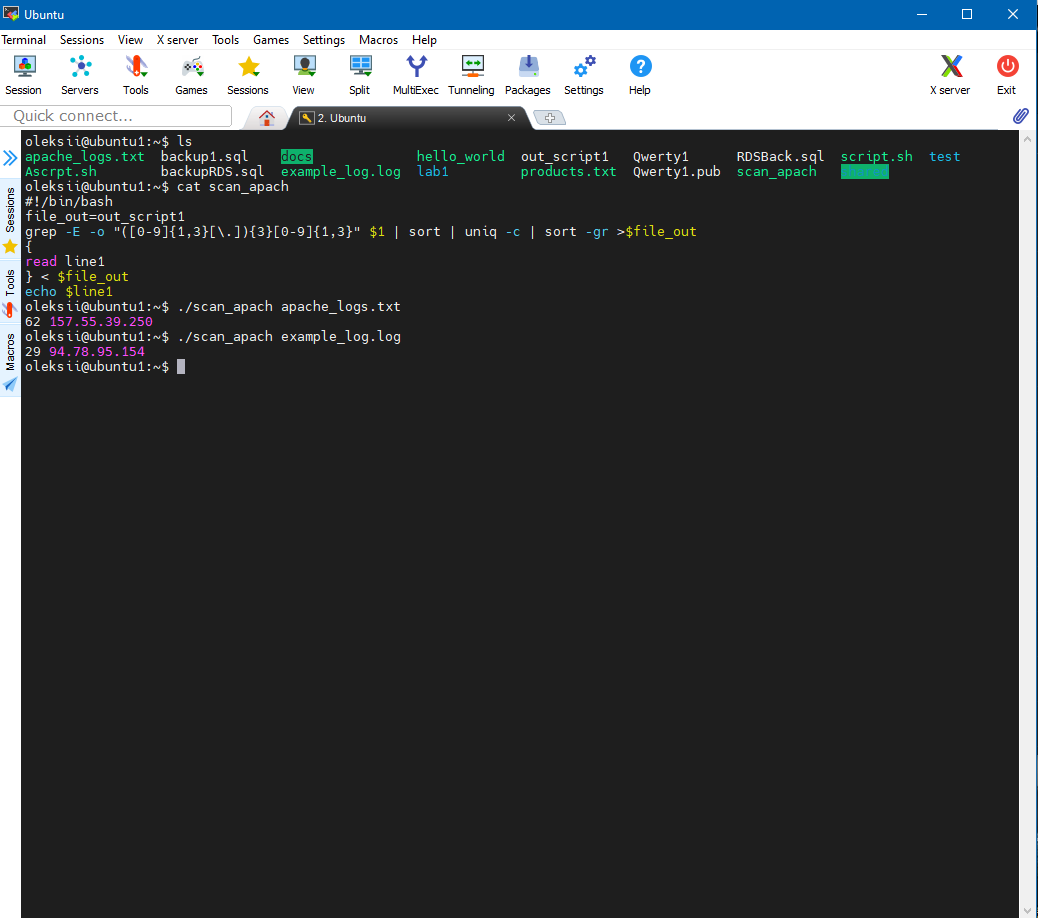 Ubuntu
Terminal Sessions View X server Tools Games Settings Macros Help
Session Servers Tools Games Sessions View Split MultiExec Tunneling Packages Settings Help X server Exit
Quick connect...
2. Ubuntu
Sessions
Tools
Macros
oleksii@ubuntu1:~$ ls
apache_logs.txt backup1.sql docs hello_world out_script1 Qwerty1 RDSBack.sql script.sh test
Ascrpt.sh backupRDS.sql example_log.log lab1 products.txt Qwerty1.pub scan_apach
oleksii@ubuntu1:~$ cat scan_apach
#!/bin/bash
file_out=out_script1
grep -E -o "([0-9]{1,3}[\.]){3}[0-9]{1,3}" $1 | sort | uniq -c | sort -gr >$file_out
{
read line1
} < $file_out
echo $line1
oleksii@ubuntu1:~$ ./scan_apach apache_logs.txt
62 157.55.39.250
oleksii@ubuntu1:~$ ./scan_apach example_log.log
29 94.78.95.154
oleksii@ubuntu1:~$